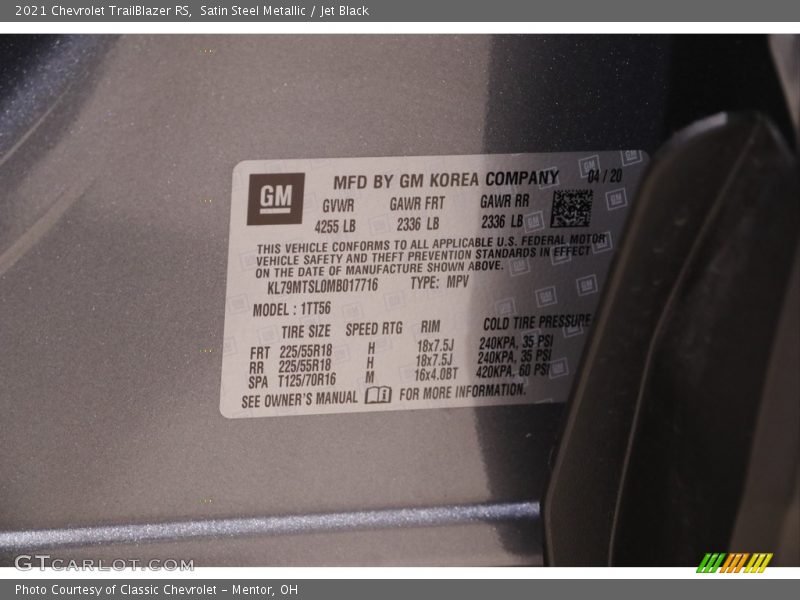 2021 Chevrolet TrailBlazer RS, Satin Steel Metallic / Jet Black
GM
MFD BY GM KOREA COMPANY 04 / 20
GVWR GAWR FRT GAWR RR
4255 LB 2336 LB 2336 LB
THIS VEHICLE CONFORMS TO ALL APPLICABLE U.S. FEDERAL MOTOR
VEHICLE SAFETY AND THEFT PREVENTION STANDARDS IN EFFECT
ON THE DATE OF MANUFACTURE SHOWN ABOVE.
KL79MTSL0MB017716 TYPE: MPV
MODEL : 1TT56
TIRE SIZE SPEED RTG RIM COLD TIRE PRESSURE
FRT 225/55R18 H 18x7.5J 240KPA, 35 PSI
RR 225/55R18 H 18x7.5J 240KPA, 35 PSI
SPA T125/70R16 M 16x4.0BT 420KPA, 60 PSI
SEE OWNER'S MANUAL FOR MORE INFORMATION.
GTCARLOT.COM
Photo Courtesy of Classic Chevrolet - Mentor, OH